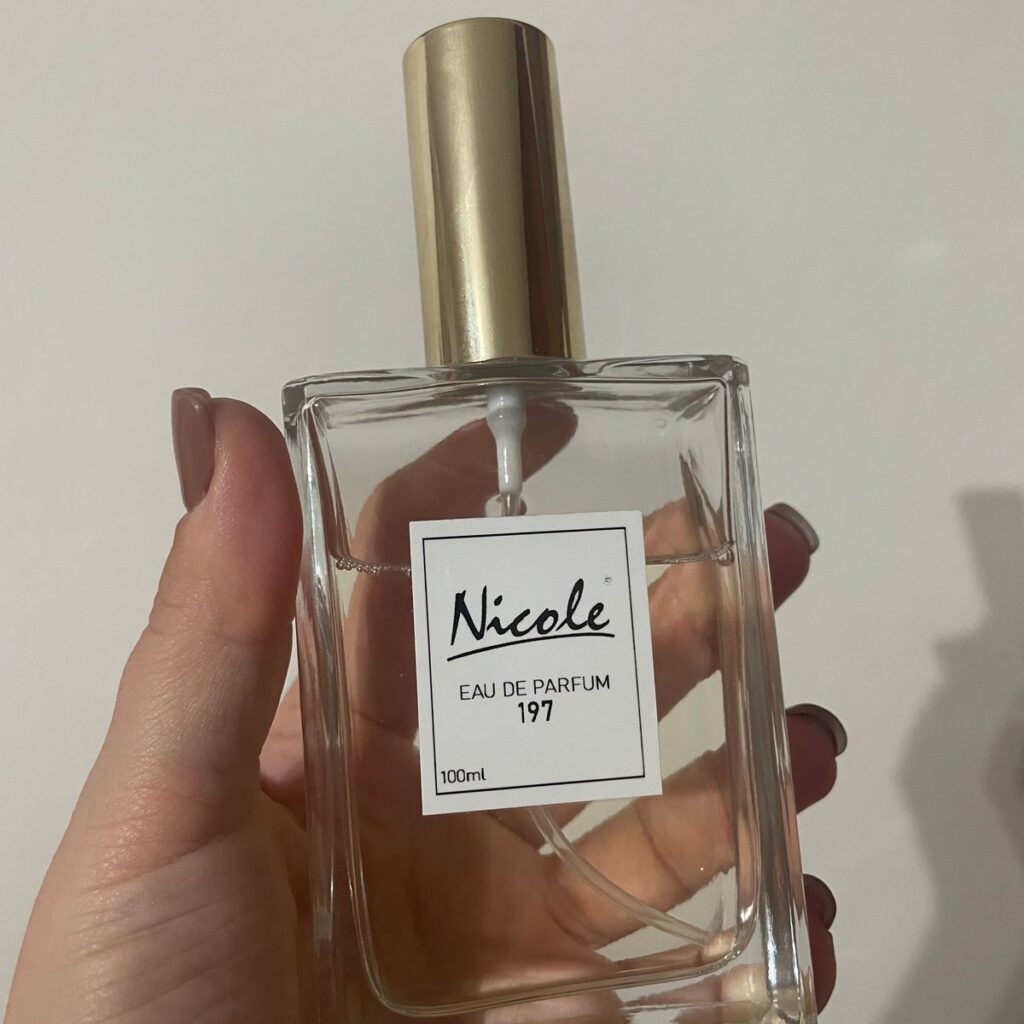 Nicole®
EAU DE PARFUM
197
100ml